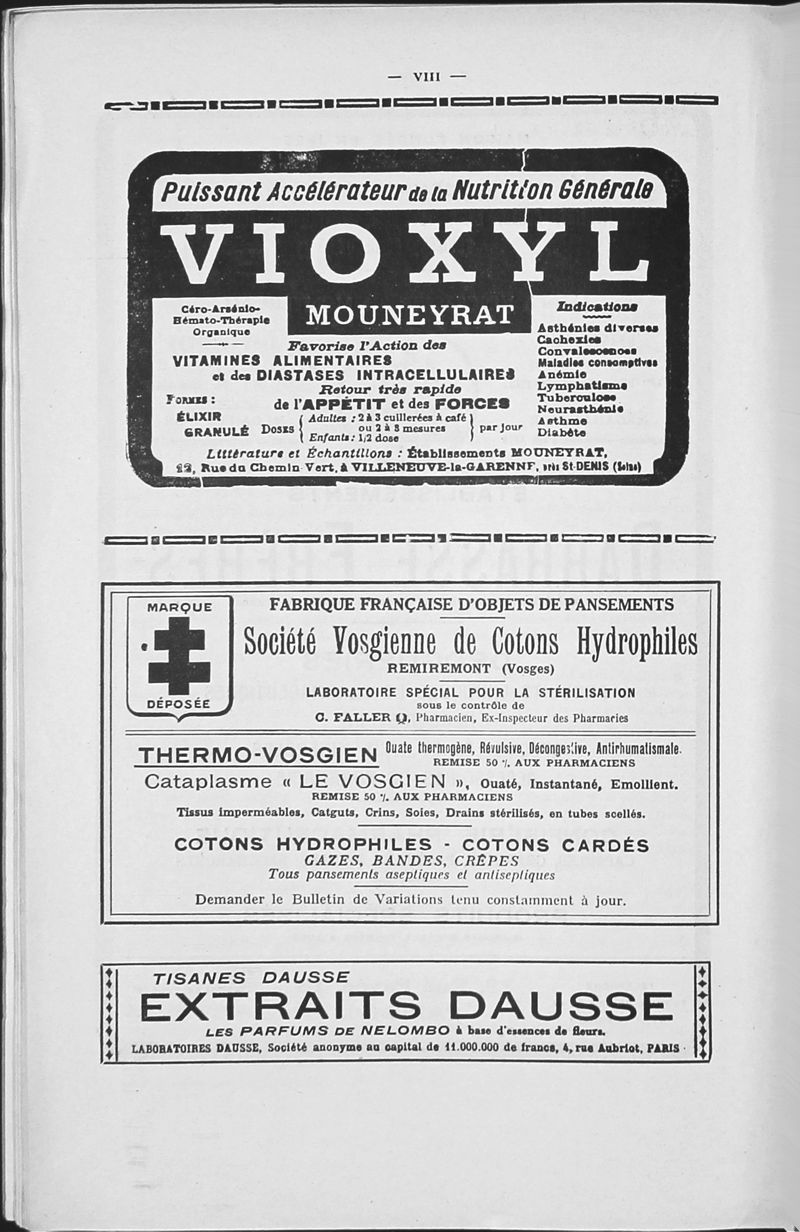 — VIII —
Puissant Accélérateur de la Nutrition Générale
VIOXYL
MOUNEYRAT
Céro-Arsénio-
Hémato-Thérapie
Organique
Favorise l'Action des
VITAMINES ALIMENTAIRES
et des DIASTASES INTRACELLULAIRES
Retour très rapide
de l'APPÉTIT et des FORCES
FORMES :
ÉLIXIR
GRANULÉ
DOSES
Adultes : 2 à 3 cuillerées à café
ou 2 à 3 mesures
Enfants : 1/2 dose
par jour
Indications
Asthénies diverses
Cachexies
Convalescences
Maladies consomptives
Anémie
Lymphatisme
Tuberculose
Neurasthénie
Asthme
Diabète
Littérature et Échantillons : Établissements MOUNEYRAT,
12, Rue du Chemin Vert, à VILLENEUVE-la-GARENNE, près St-DENIS (Seine)
MARQUE
DÉPOSÉE
FABRIQUE FRANÇAISE D'OBJETS DE PANSEMENTS
Société Vosgienne de Cotons Hydrophiles
REMIREMONT (Vosges)
LABORATOIRE SPÉCIAL POUR LA STÉRILISATION
sous le contrôle de
C. FALLER, Pharmacien, Ex-Inspecteur des Pharmacies
THERMO-VOSGIEN Ouate thermogène, Révulsive, Décongestive, Antirhumatismale.
REMISE 50 % AUX PHARMACIENS
Cataplasme « LE VOSGIEN », Ouaté, Instantané, Emollient.
REMISE 50 % AUX PHARMACIENS
Tissus imperméables, Catguts, Crins, Soies, Drains stérilisés, en tubes scellés.
COTONS HYDROPHILES - COTONS CARDÉS
GAZES, BANDES, CRÊPES
Tous pansements aseptiques et antiseptiques
Demander le Bulletin de Variations tenu constamment à jour.
TISANES DAUSSE
EXTRAITS DAUSSE
LES PARFUMS DE NELOMBO à base d'essences de fleurs.
LABORATOIRES DAUSSE, Société anonyme au capital de 11.000.000 de francs, 4, rue Aubriot, PARIS